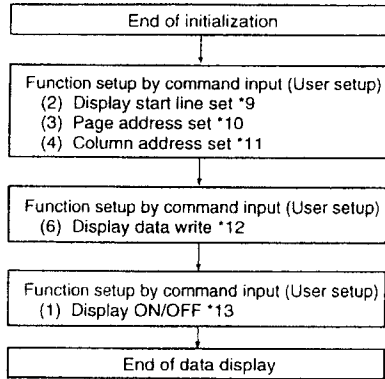 End of initialization
Function setup by command input (User setup)
(2) Display start line set *9
(3) Page address set *10
(4) Column address set *11
Function setup by command input (User setup)
(6) Display data write *12
Function setup by command input (User setup)
(1) Display ON/OFF *13
End of data display